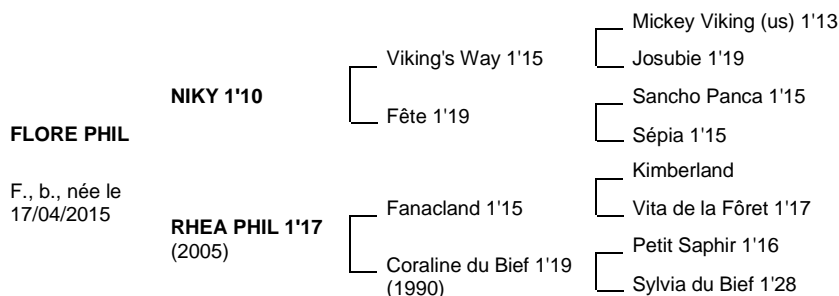 Mickey Viking (us) 1'13
Viking's Way 1'15
Josubie 1'19
NIKY 1'10
Sancho Panca 1'15
Fête 1'19
Sépia 1'15
FLORE PHIL
F., b., née le
17/04/2015
Kimberland
Fanacland 1'15
Vita de la Fôret 1'17
RHEA PHIL 1'17
(2005)
Petit Saphir 1'16
Coraline du Bief 1'19
(1990)
Sylvia du Bief 1'28